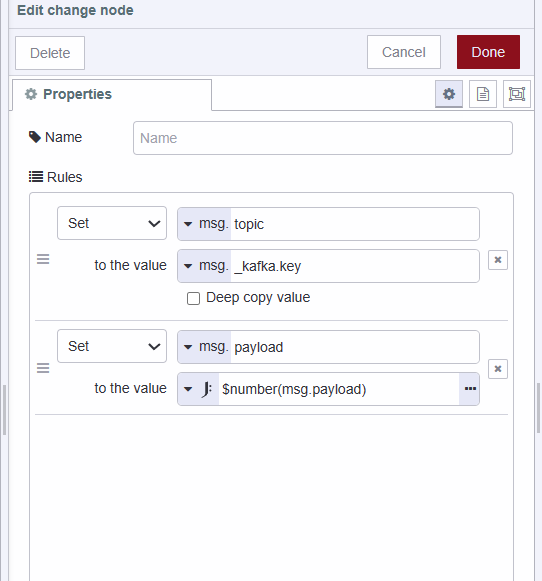 Edit change node
Delete
Cancel
Done
Properties
Name
Name
Rules
Set
msg. topic
to the value
msg. _kafka.key
Deep copy value
Set
msg. payload
to the value
J: $number(msg.payload)